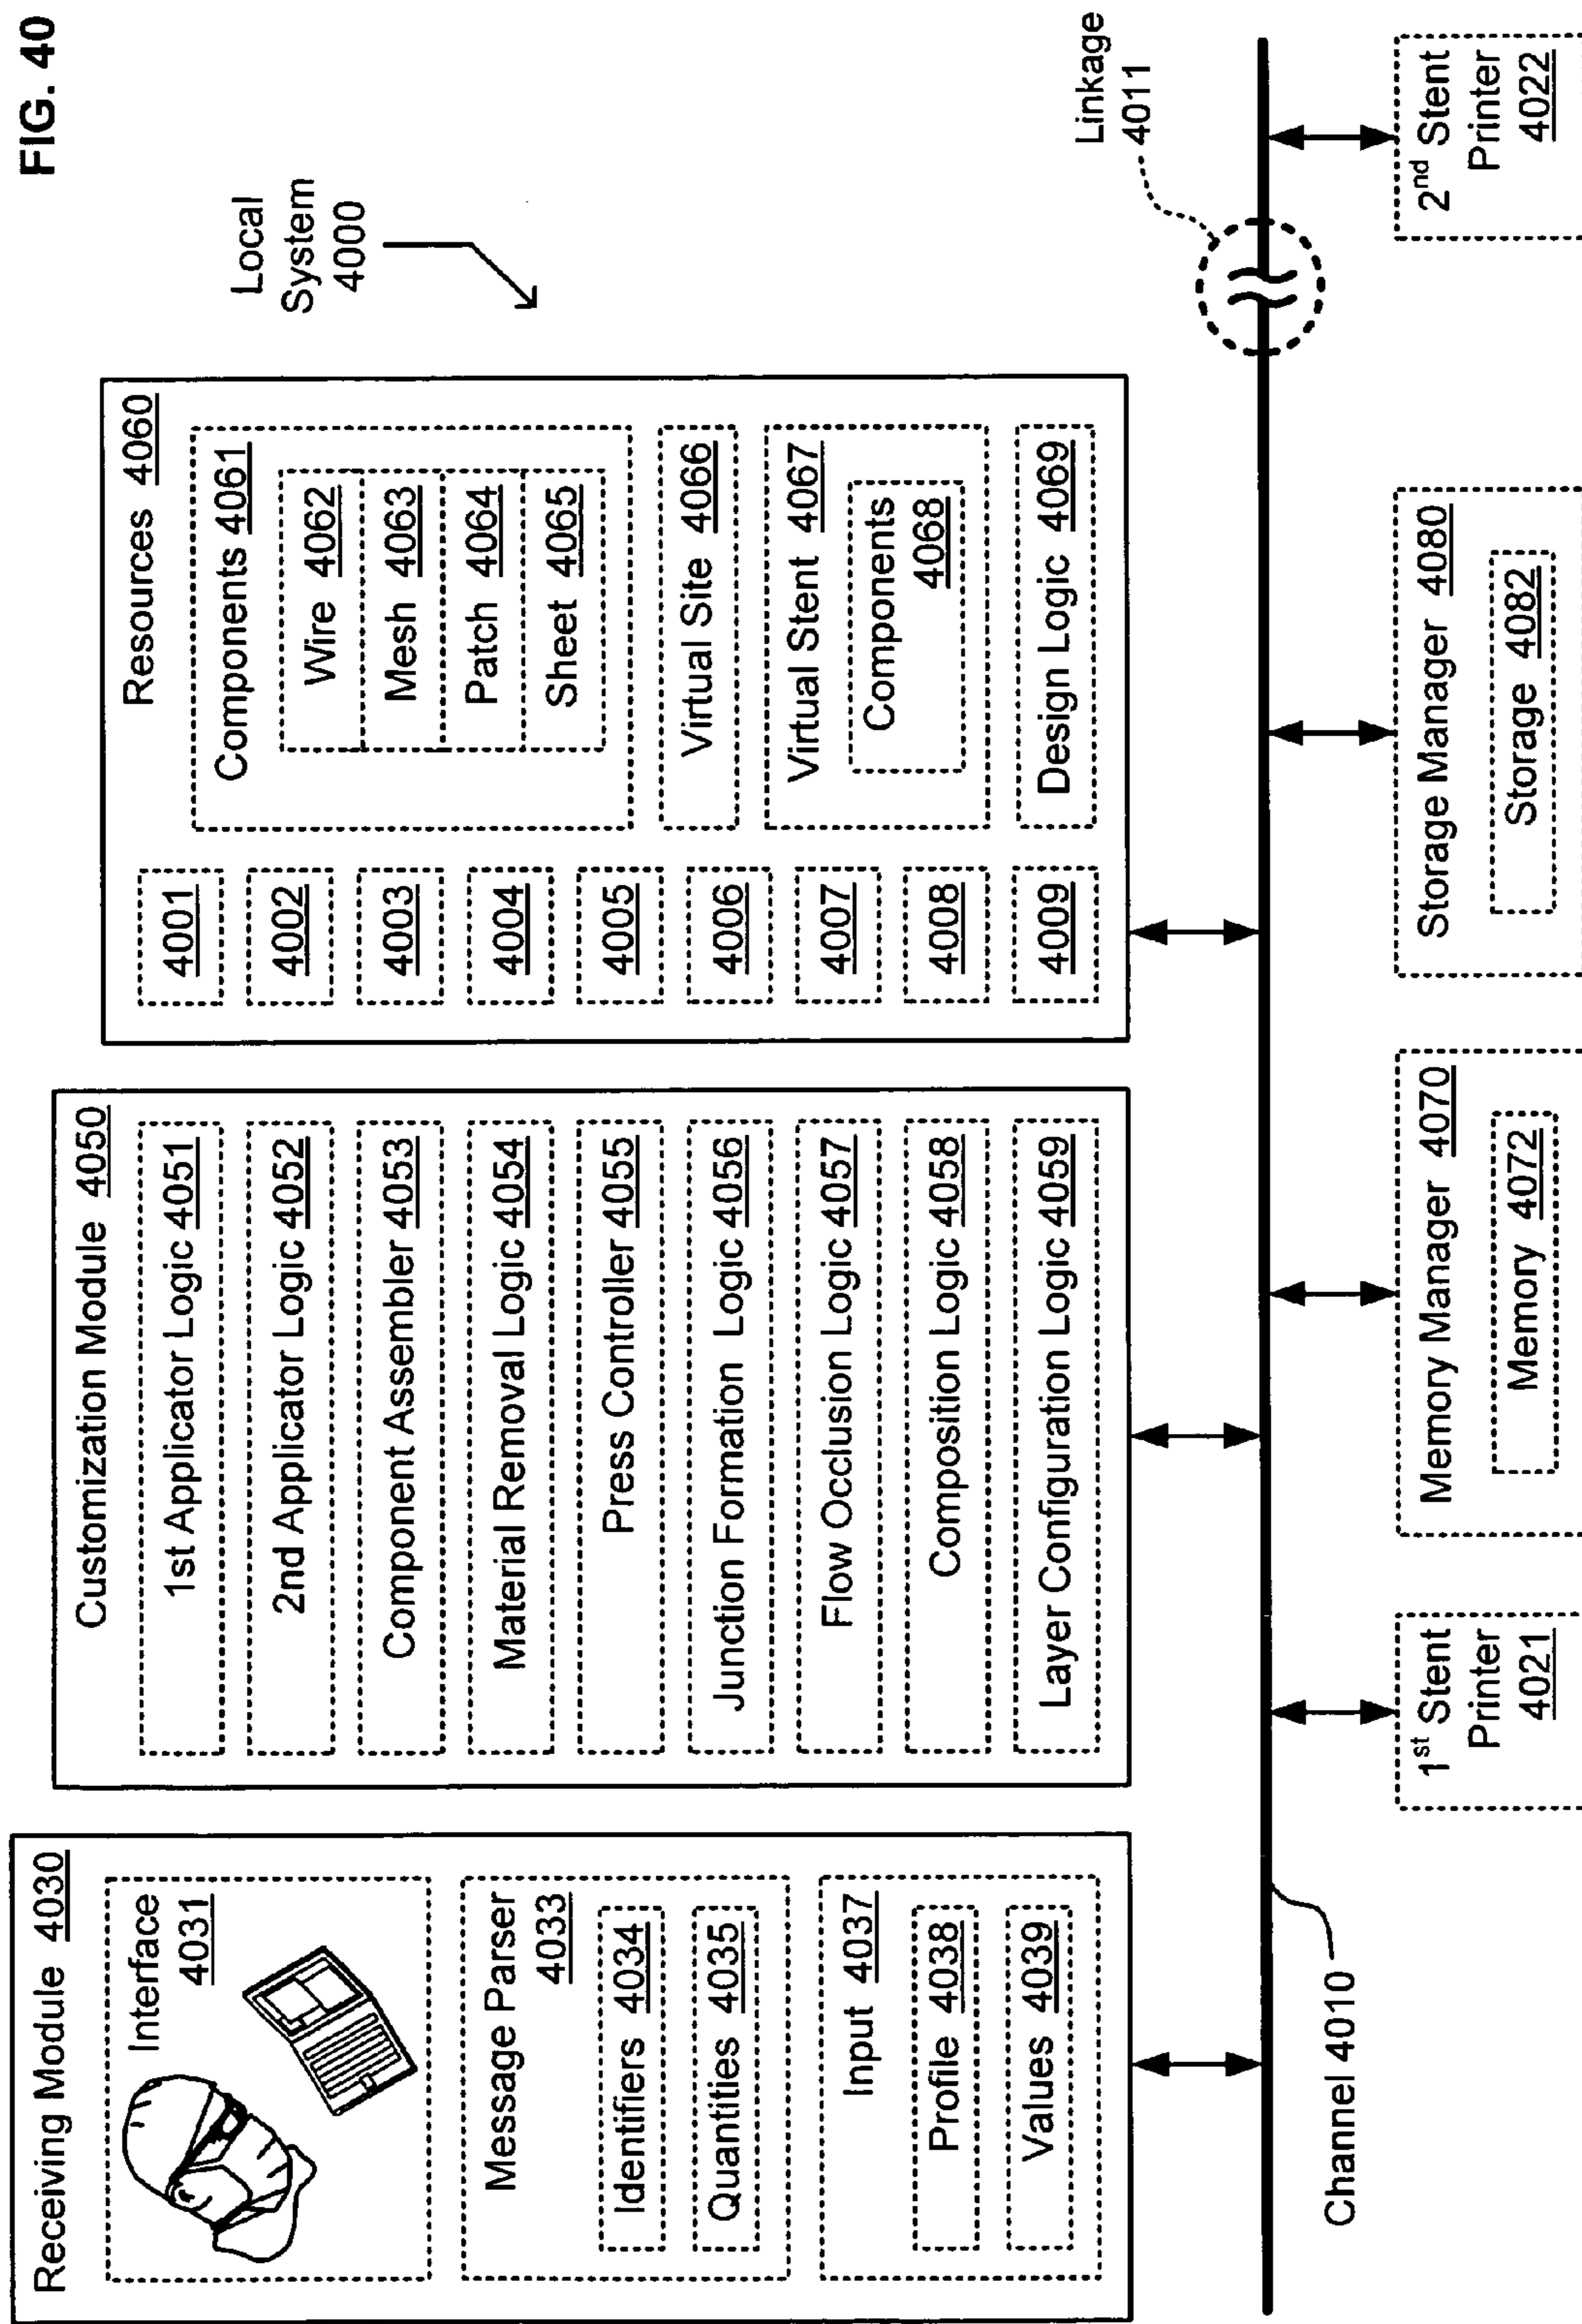 FIG. 40
Local
System
4000
Receiving Module 4030
Interface
4031
Message Parser
4033
Identifiers 4034
Quantities 4035
Input 4037
Profile 4038
Values 4039
Customization Module 4050
1st Applicator Logic 4051
2nd Applicator Logic 4052
Component Assembler 4053
Material Removal Logic 4054
Press Controller 4055
Junction Formation Logic 4056
Flow Occlusion Logic 4057
Composition Logic 4058
Layer Configuration Logic 4059
Resources 4060
4001
4002
4003
4004
4005
4006
4007
4008
4009
Components 4061
Wire 4062
Mesh 4063
Patch 4064
Sheet 4065
Virtual Site 4066
Virtual Stent 4067
Components
4068
Design Logic 4069
Linkage
4011
Channel 4010
1st Stent
Printer
4021
Memory Manager 4070
Memory 4072
Storage Manager 4080
Storage 4082
2nd Stent
Printer
4022